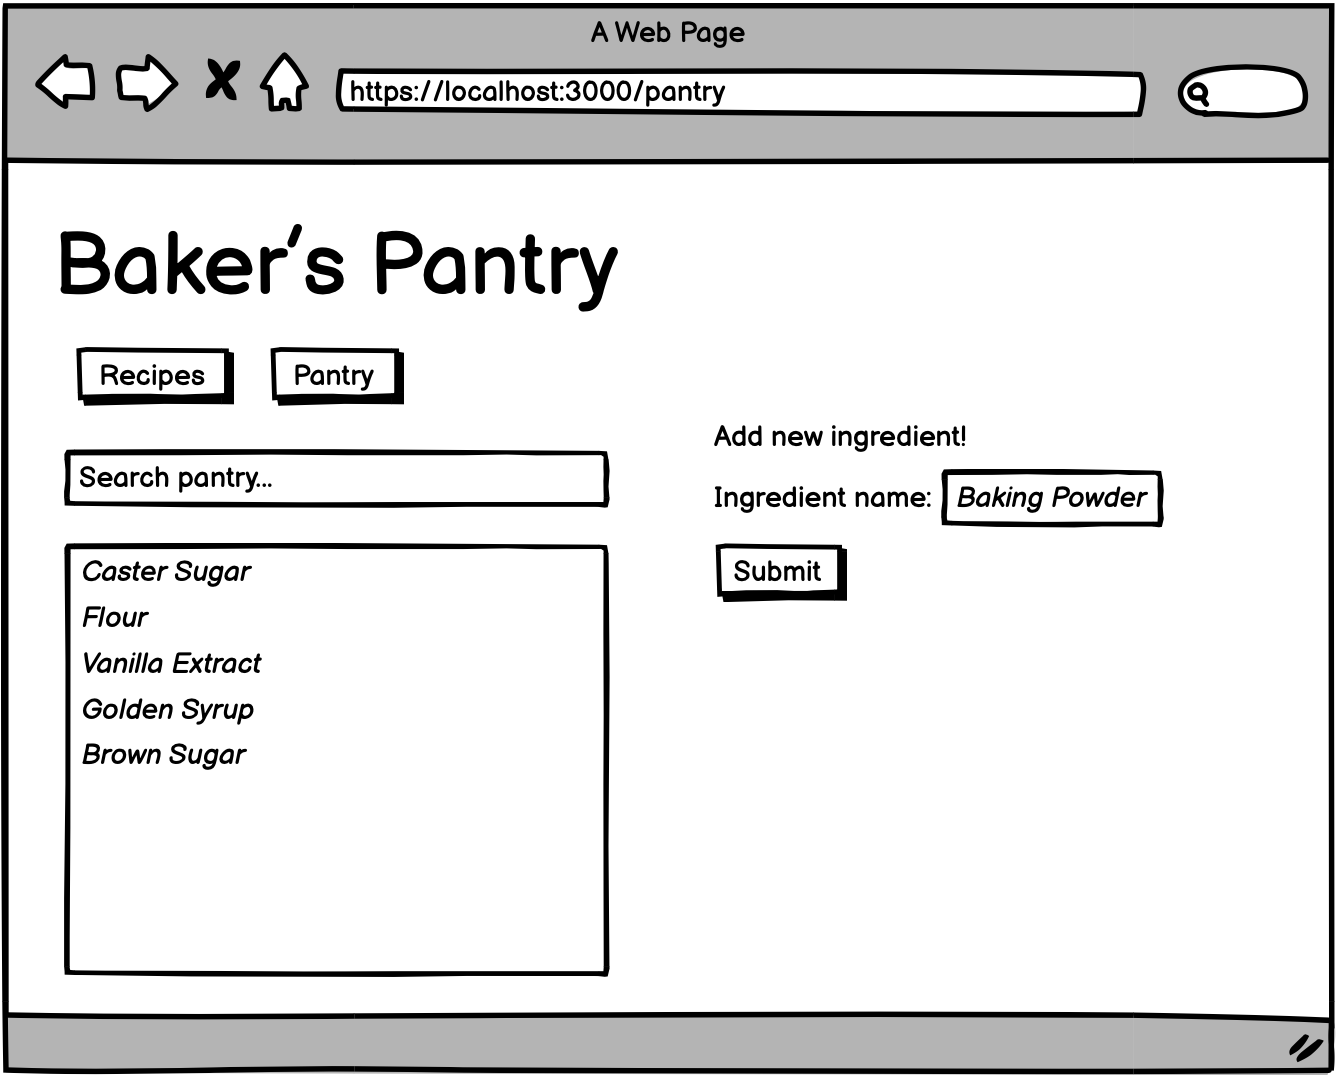 A Web Page
https://localhost:3000/pantry
Baker's Pantry
Recipes
Pantry
Search pantry...
Caster Sugar
Flour
Vanilla Extract
Golden Syrup
Brown Sugar
Add new ingredient!
Ingredient name: Baking Powder
Submit